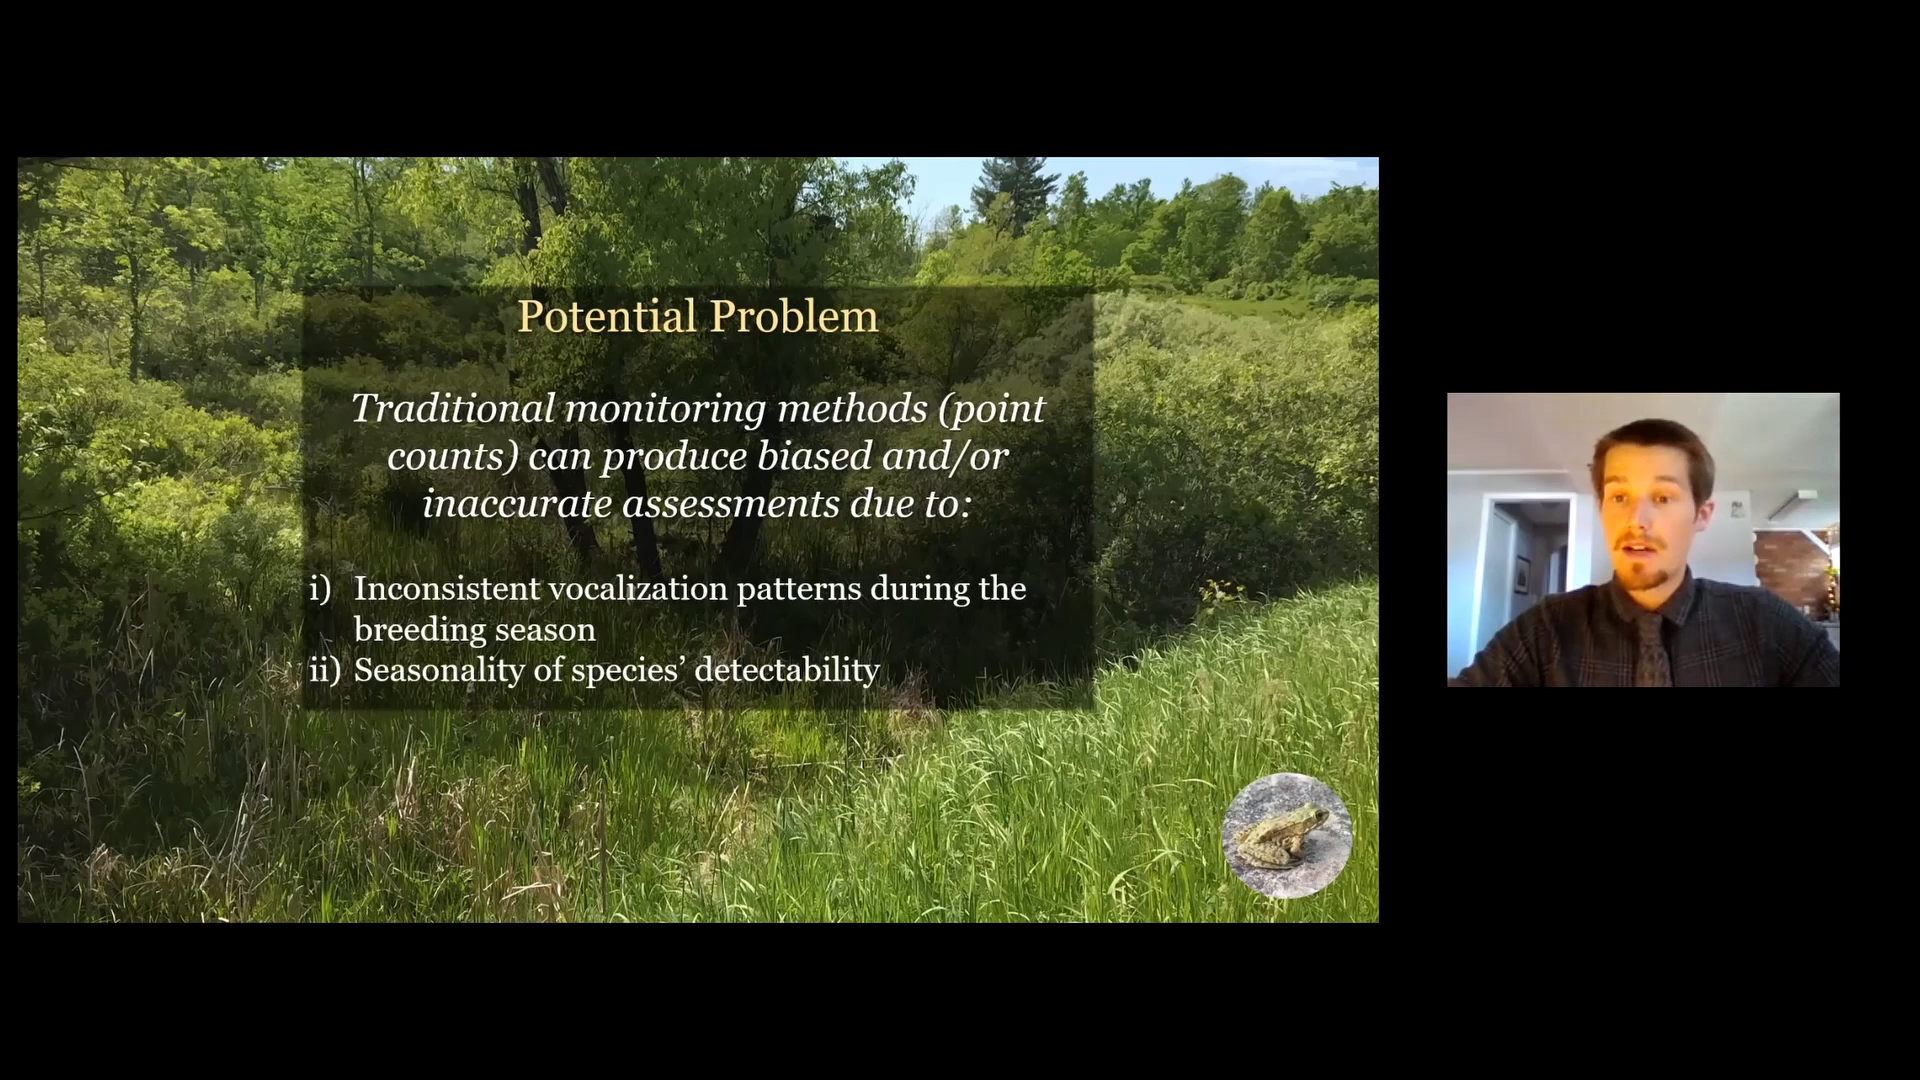 Potential Problem
Traditional monitoring methods (point
counts) can produce biased and/or
inaccurate assessments due to:
i) Inconsistent vocalization patterns during the
breeding season
ii) Seasonality of species’ detectability